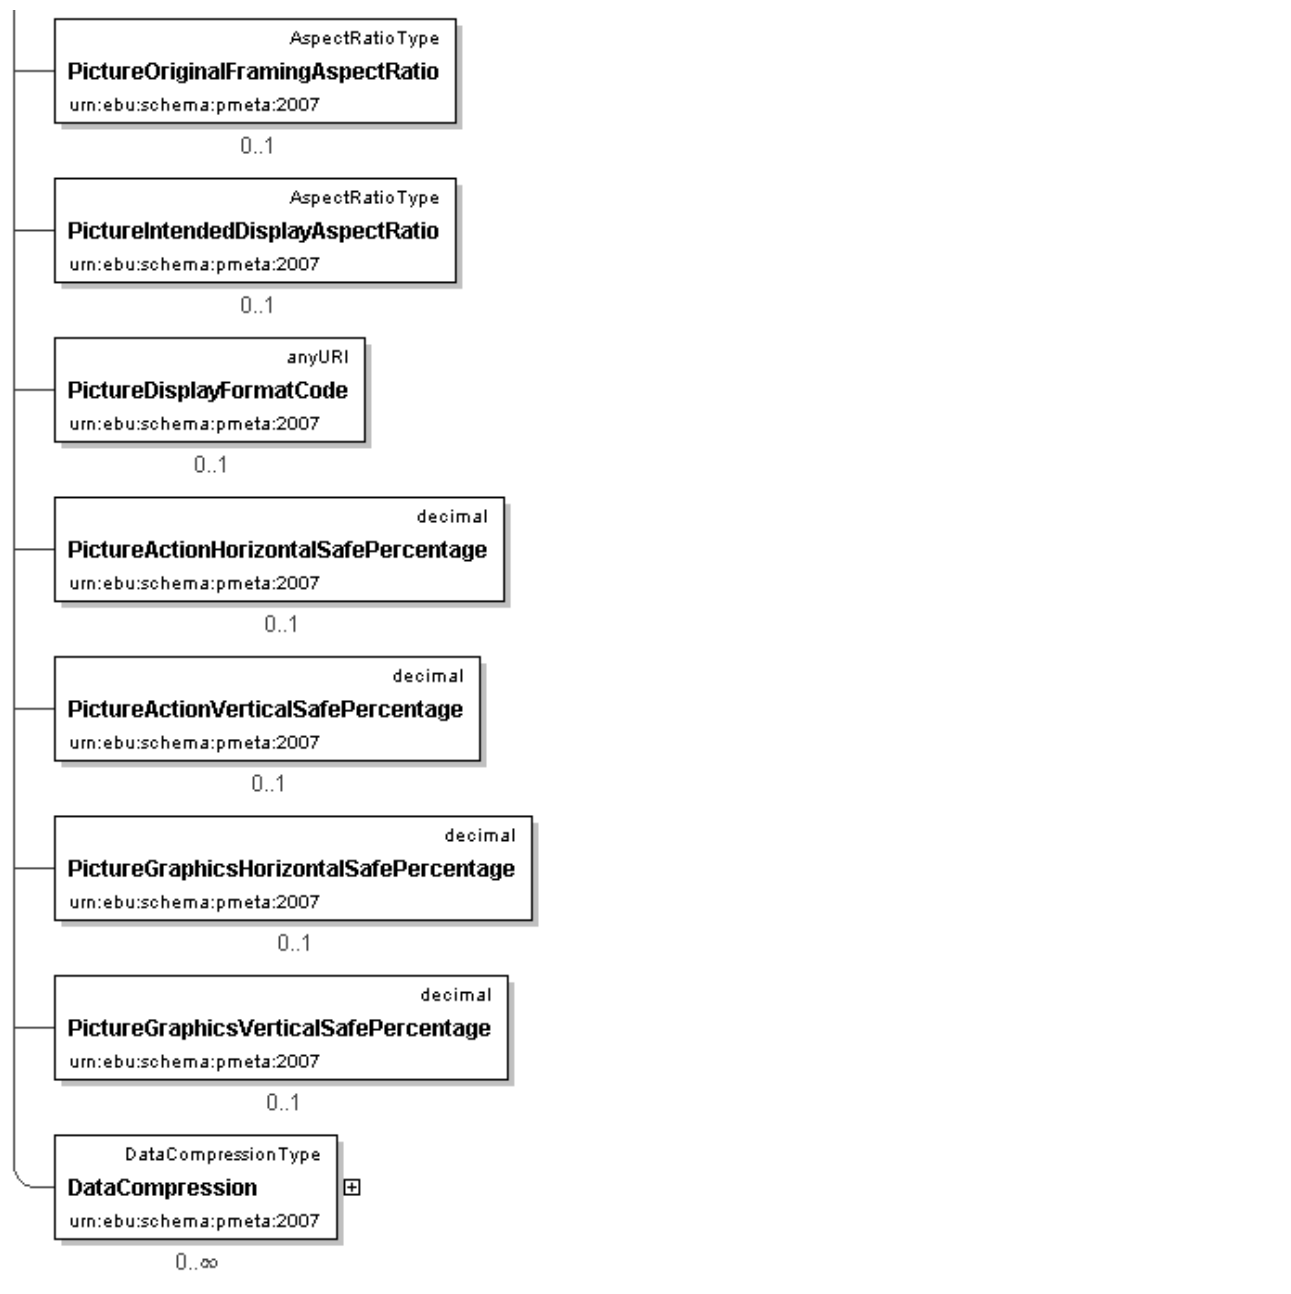 AspectRatioType
PictureOriginalFramingAspectRatio
urn:ebu:schema:pmeta:2007
0..1
AspectRatioType
PictureIntendedDisplayAspectRatio
urn:ebu:schema:pmeta:2007
0..1
anyURI
PictureDisplayFormatCode
urn:ebu:schema:pmeta:2007
0..1
decimal
PictureActionHorizontalSafePercentage
urn:ebu:schema:pmeta:2007
0..1
decimal
PictureActionVerticalSafePercentage
urn:ebu:schema:pmeta:2007
0..1
decimal
PictureGraphicsHorizontalSafePercentage
urn:ebu:schema:pmeta:2007
0..1
decimal
PictureGraphicsVerticalSafePercentage
urn:ebu:schema:pmeta:2007
0..1
DataCompressionType
DataCompression
urn:ebu:schema:pmeta:2007
0..∞